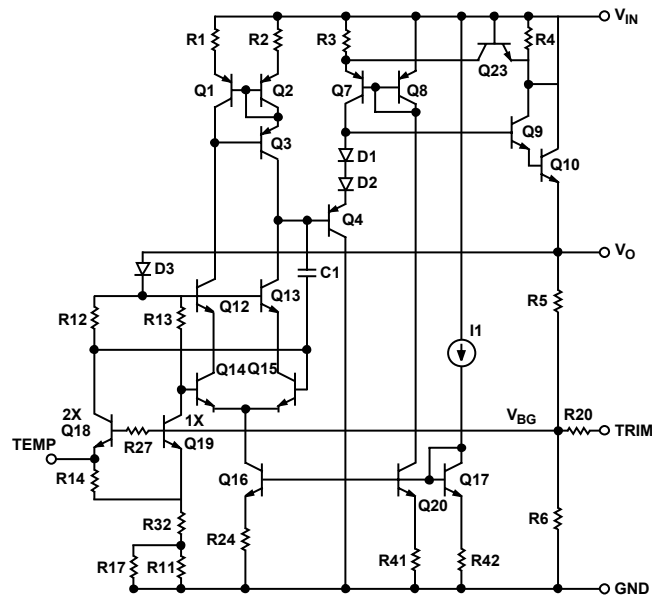 R1 R2 R3 R4 V_IN
Q23
Q1 Q2 Q7 Q8
Q3 Q9
D1 Q10
D2
Q4
V_O
D3 C1
Q12 Q13 R5
R12 R13 I1
Q14 Q15
2X 1X V_BG R20
Q18 R27 Q19 TRIM
TEMP
R14 Q16 Q17
Q20
R32 R24 R6
R17 R11 R41 R42
GND